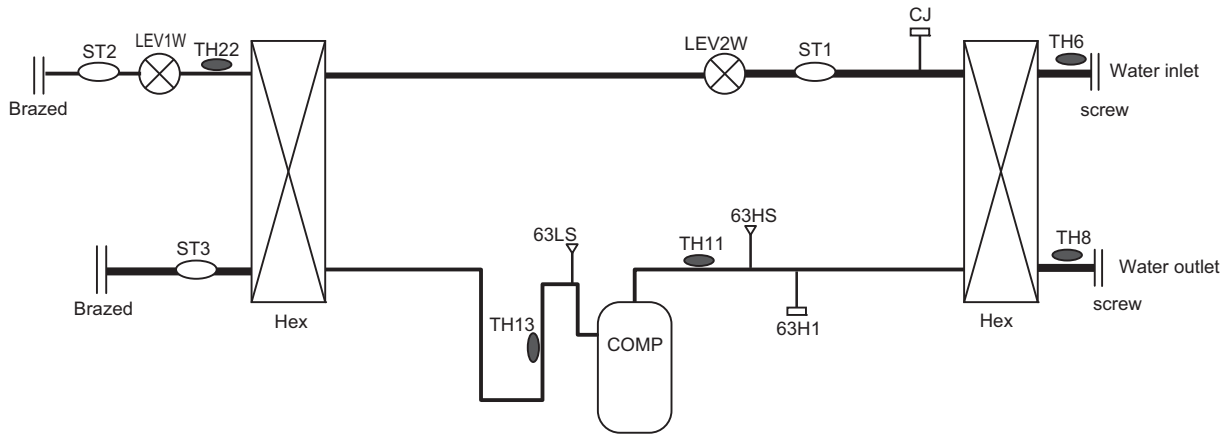 CJ
ST2
LEV1W
TH22
LEV2W
ST1
TH6
Water inlet
Brazed
screw
63LS
63HS
ST3
TH11
TH8
Water outlet
Brazed
Hex
TH13
COMP
63H1
Hex
screw